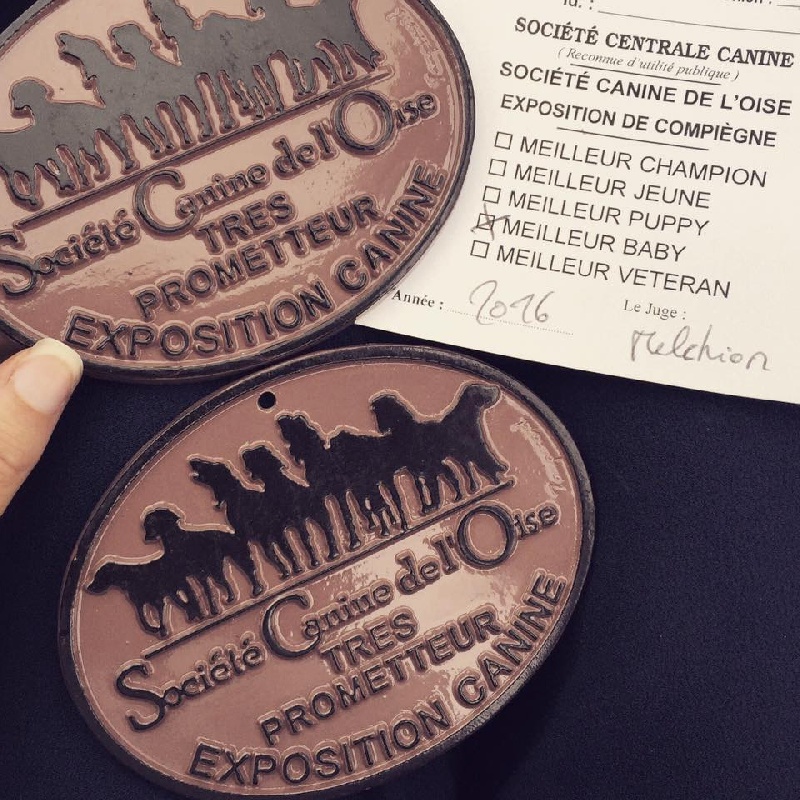 Société Canine de l'Oise
TRES
PROMETTEUR
EXPOSITION CANINE
SOCIÉTÉ CENTRALE CANINE
( Reconnue d'utilité publique )
SOCIÉTÉ CANINE DE L'OISE
EXPOSITION DE COMPIÈGNE
MEILLEUR CHAMPION
MEILLEUR JEUNE
MEILLEUR PUPPY
MEILLEUR BABY
MEILLEUR VETERAN
Année : 2016
Le Juge :
Melchior
Société Canine de l'Oise
TRES
PROMETTEUR
EXPOSITION CANINE